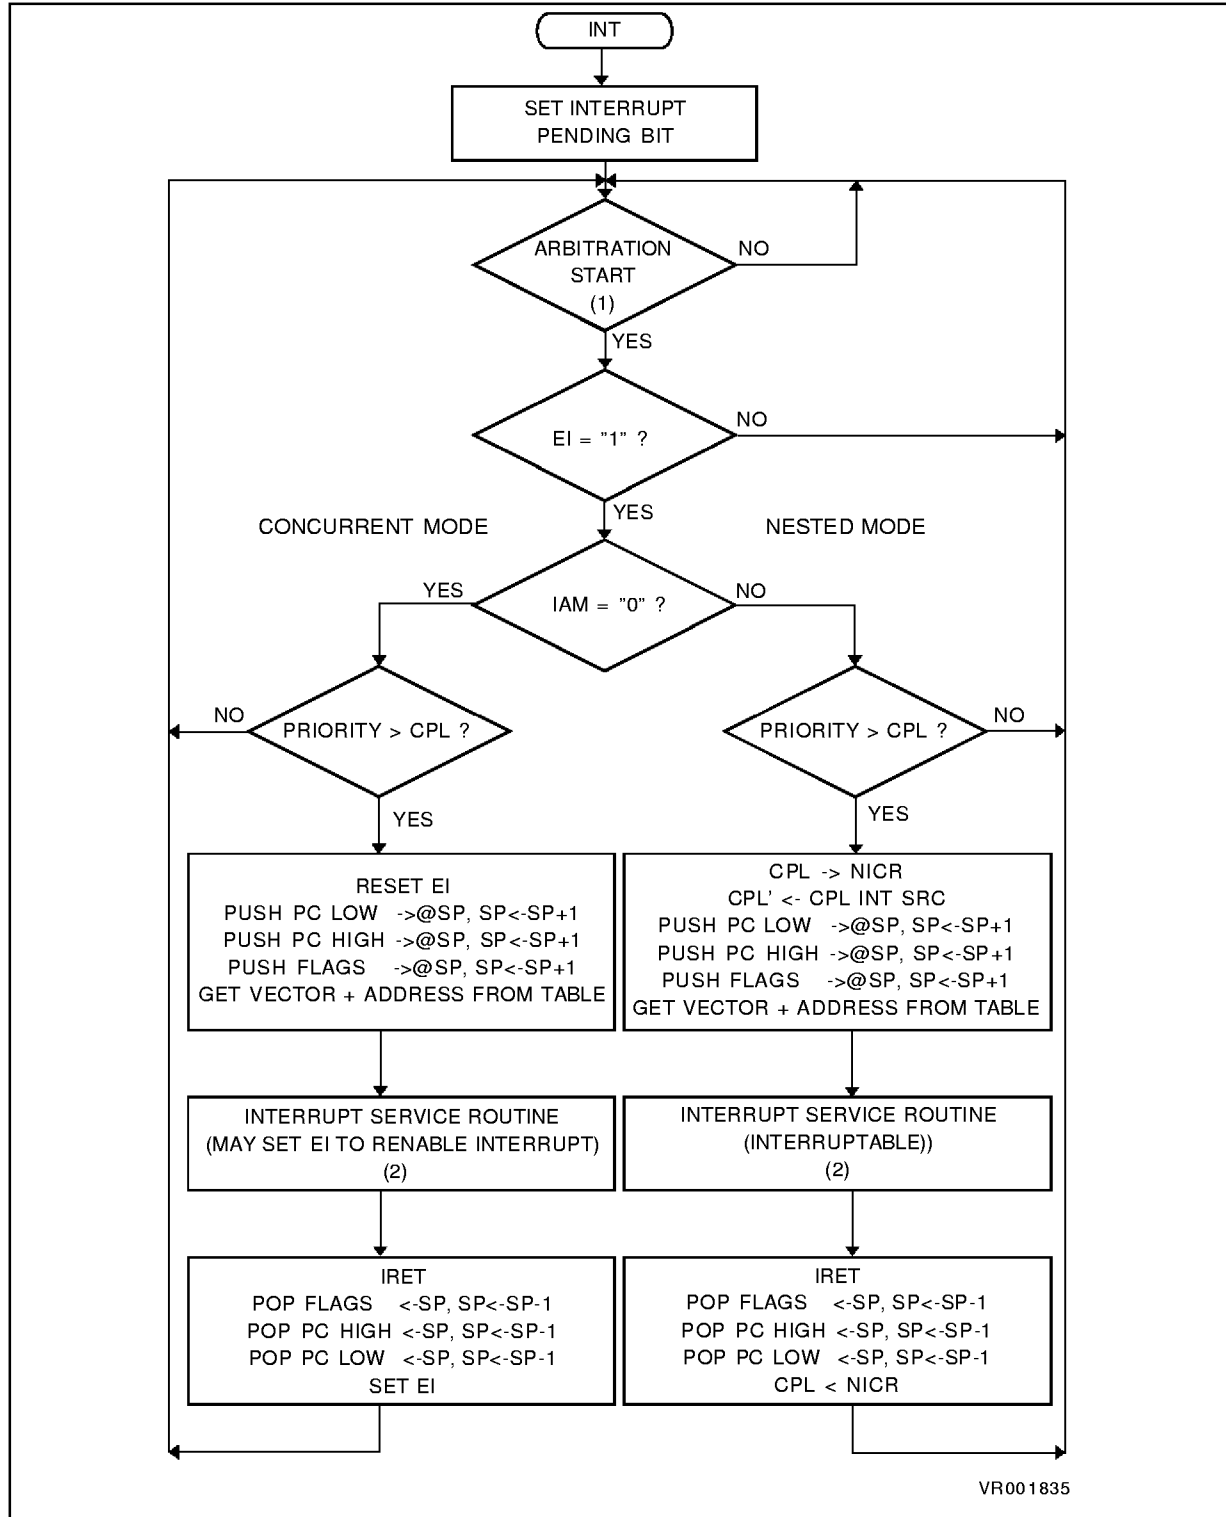 INT
SET INTERRUPT
PENDING BIT
ARBITRATION
START
(1)
NO
YES
EI = "1" ?
NO
YES
CONCURRENT MODE
NESTED MODE
YES
IAM = "0" ?
NO
NO
PRIORITY > CPL ?
PRIORITY > CPL ?
NO
YES
YES
RESET EI
PUSH PC LOW ->@SP, SP<-SP+1
PUSH PC HIGH ->@SP, SP<-SP+1
PUSH FLAGS ->@SP, SP<-SP+1
GET VECTOR + ADDRESS FROM TABLE
CPL -> NICR
CPL' <- CPL INT SRC
PUSH PC LOW ->@SP, SP<-SP+1
PUSH PC HIGH ->@SP, SP<-SP+1
PUSH FLAGS ->@SP, SP<-SP+1
GET VECTOR + ADDRESS FROM TABLE
INTERRUPT SERVICE ROUTINE
(MAY SET EI TO RENABLE INTERRUPT)
(2)
INTERRUPT SERVICE ROUTINE
(INTERRUPTABLE))
(2)
IRET
POP FLAGS <-SP, SP<-SP-1
POP PC HIGH <-SP, SP<-SP-1
POP PC LOW <-SP, SP<-SP-1
SET EI
IRET
POP FLAGS <-SP, SP<-SP-1
POP PC HIGH <-SP, SP<-SP-1
POP PC LOW <-SP, SP<-SP-1
CPL < NICR
VR001835